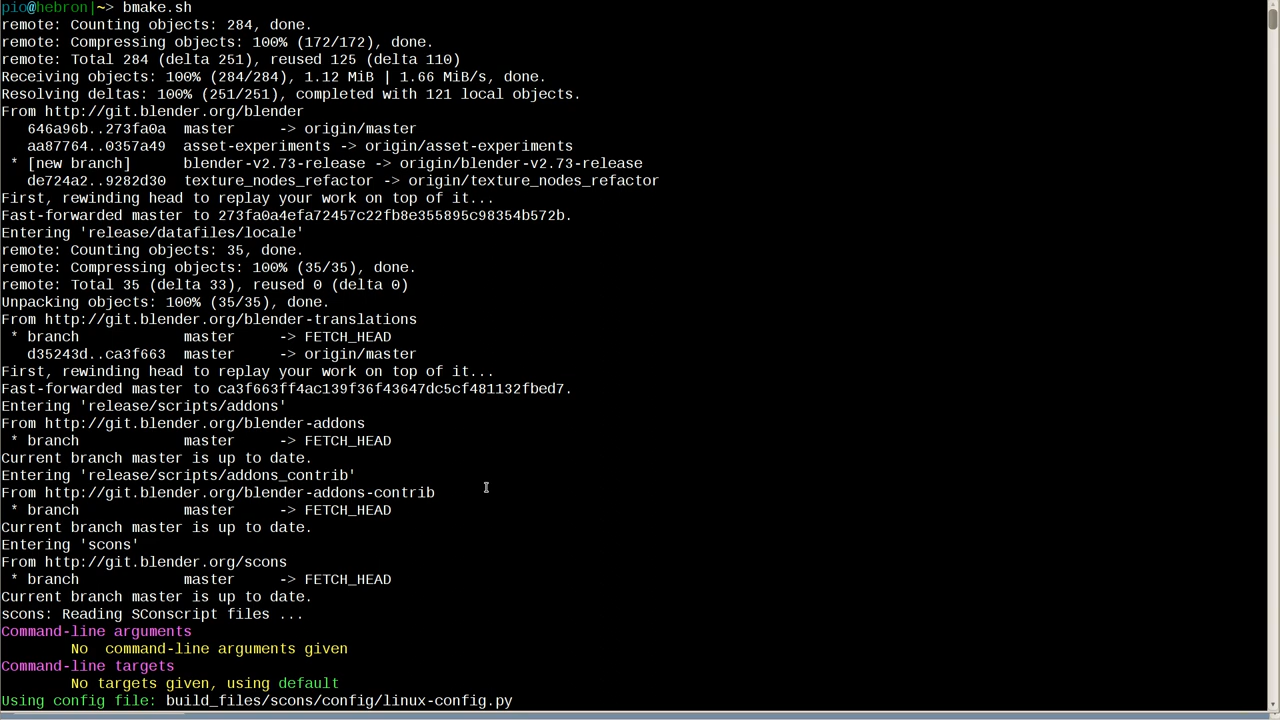 pio@hebron|~> bmake.sh
remote: Counting objects: 284, done.
remote: Compressing objects: 100% (172/172), done.
remote: Total 284 (delta 251), reused 125 (delta 110)
Receiving objects: 100% (284/284), 1.12 MiB | 1.66 MiB/s, done.
Resolving deltas: 100% (251/251), completed with 121 local objects.
From http://git.blender.org/blender
   646a96b..273fa0a  master     -> origin/master
   aa87764..0357a49  asset-experiments -> origin/asset-experiments
 * [new branch]      blender-v2.73-release -> origin/blender-v2.73-release
   de724a2..9282d30  texture_nodes_refactor -> origin/texture_nodes_refactor
First, rewinding head to replay your work on top of it...
Fast-forwarded master to 273fa0a4efa72457c22fb8e355895c98354b572b.
Entering 'release/datafiles/locale'
remote: Counting objects: 35, done.
remote: Compressing objects: 100% (35/35), done.
remote: Total 35 (delta 33), reused 0 (delta 0)
Unpacking objects: 100% (35/35), done.
From http://git.blender.org/blender-translations
 * branch            master     -> FETCH_HEAD
   d35243d..ca3f663  master     -> origin/master
First, rewinding head to replay your work on top of it...
Fast-forwarded master to ca3f663ff4ac139f36f43647dc5cf481132fbed7.
Entering 'release/scripts/addons'
From http://git.blender.org/blender-addons
 * branch            master     -> FETCH_HEAD
Current branch master is up to date.
Entering 'release/scripts/addons_contrib'
From http://git.blender.org/blender-addons-contrib
 * branch            master     -> FETCH_HEAD
Current branch master is up to date.
Entering 'scons'
From http://git.blender.org/scons
 * branch            master     -> FETCH_HEAD
Current branch master is up to date.
scons: Reading SConscript files ...
Command-line arguments
        No  command-line arguments given
Command-line targets
        No targets given, using default
Using config file: build_files/scons/config/linux-config.py